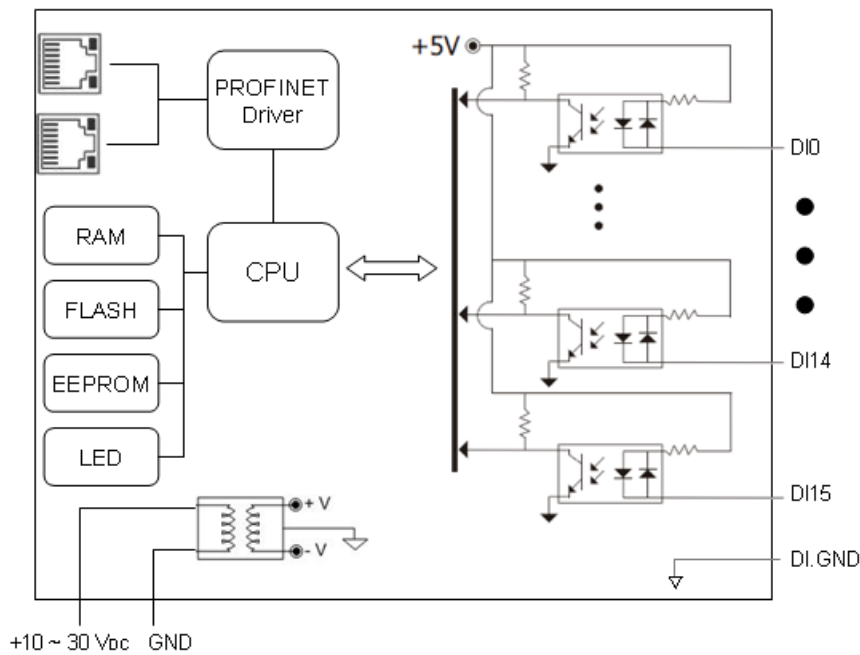 +5V
PROFINET
Driver
DI0
RAM
CPU
FLASH
DI14
EEPROM
LED
DI15
+ V
- V
DI.GND
+10 ~ 30 VDC GND